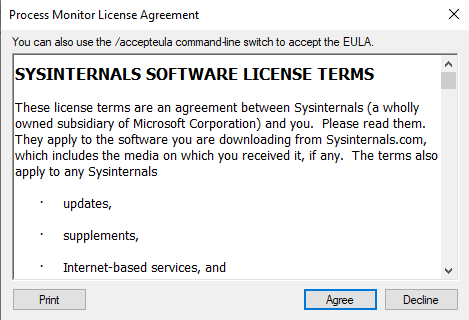 Process Monitor License Agreement
You can also use the /accepteula command-line switch to accept the EULA.
SYSINTERNALS SOFTWARE LICENSE TERMS
These license terms are an agreement between Sysinternals (a wholly
owned subsidiary of Microsoft Corporation) and you.  Please read them.
They apply to the software you are downloading from Sysinternals.com,
which includes the media on which you received it, if any.  The terms also
apply to any Sysinternals
· updates,
· supplements,
· Internet-based services, and
Print Agree Decline